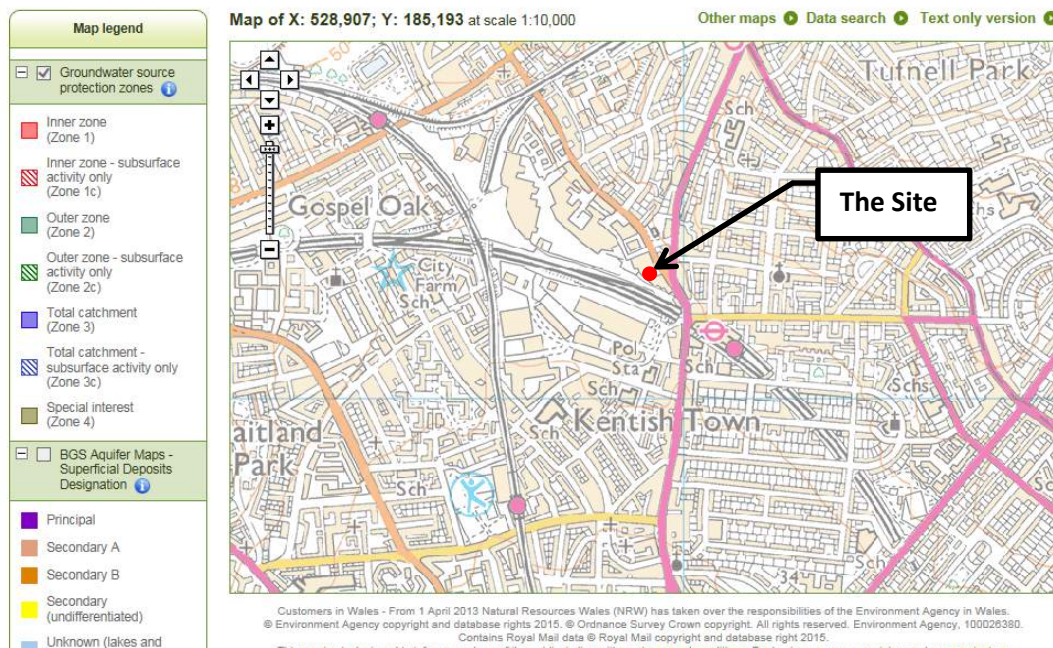 Map legend
Groundwater source
protection zones
Inner zone
(Zone 1)
Inner zone - subsurface
activity only
(Zone 1c)
Outer zone
(Zone 2)
Outer zone - subsurface
activity only
(Zone 2c)
Total catchment
(Zone 3)
Total catchment -
subsurface activity only
(Zone 3c)
Special interest
(Zone 4)
BGS Aquifer Maps -
Superficial Deposits
Designation
Principal
Secondary A
Secondary B
Secondary
(undifferentiated)
Unknown (lakes and
Map of X: 528,907; Y: 185,193 at scale 1:10,000
Other maps Data search Text only version
Tufnell Park
Sch
Sch
Sch
The Site
Gospel Oak
City
Farm
Sch
Pol
Sta
Sch
Sch
Schs
Kentish Town
Sch
aitland
Park
Sch
34
Customers in Wales - From 1 April 2013 Natural Resources Wales (NRW) has taken over the responsibilities of the Environment Agency in Wales.
© Environment Agency copyright and database rights 2015. © Ordnance Survey Crown copyright. All rights reserved. Environment Agency, 100026380.
Contains Royal Mail data © Royal Mail copyright and database right 2015.